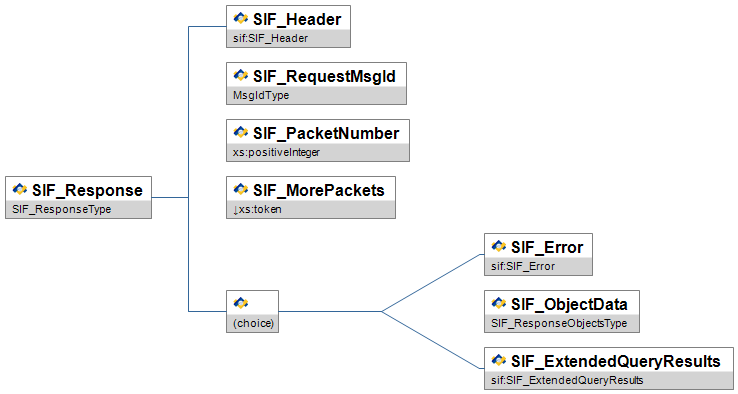 SIF_Header
sif:SIF_Header
SIF_RequestMsgId
MsgIdType
SIF_PacketNumber
xs:positiveInteger
SIF_Response
SIF_ResponseType
SIF_MorePackets
↓xs:token
SIF_Error
sif:SIF_Error
(choice)
SIF_ObjectData
SIF_ResponseObjectsType
SIF_ExtendedQueryResults
sif:SIF_ExtendedQueryResults